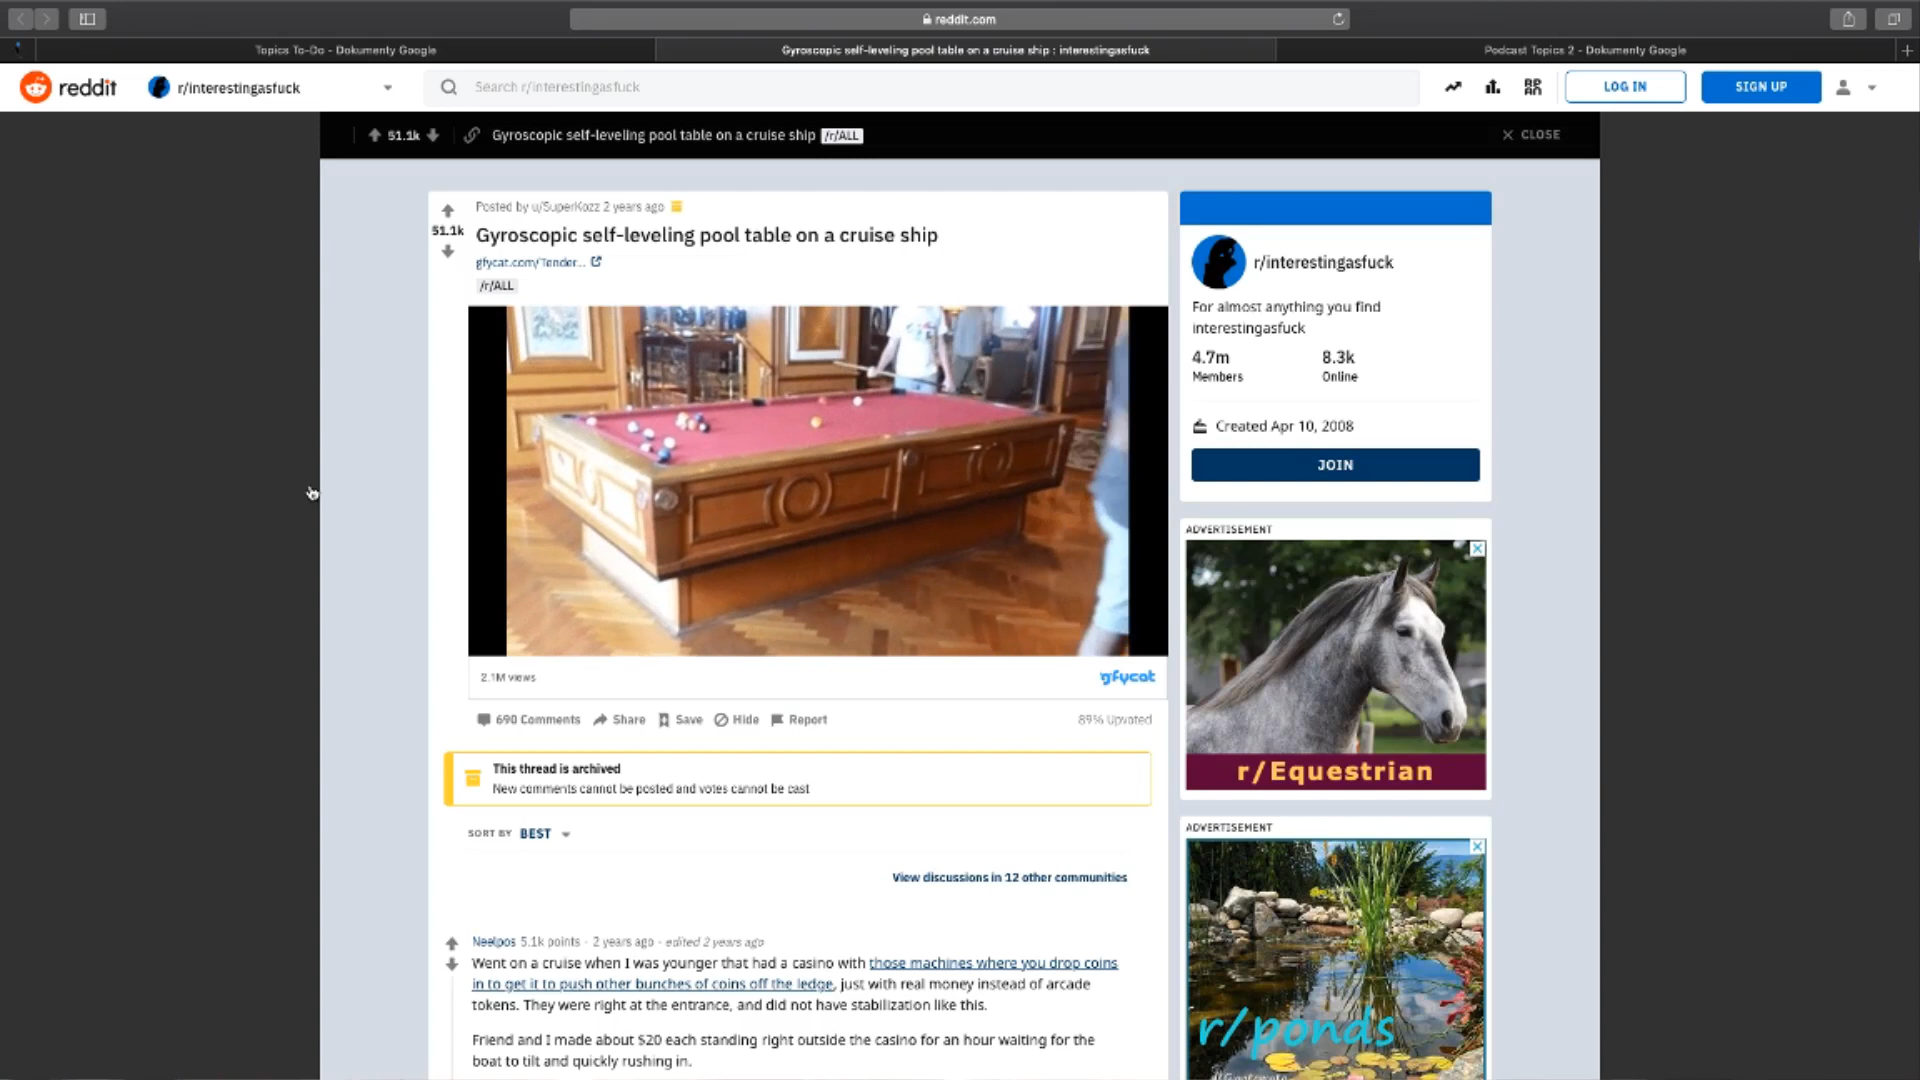 reddit.com
Topics To-Do - Dokumenty Google
Gyroscopic self-leveling pool table on a cruise ship : interestingasfuck
Podcast Topics 2 - Dokumenty Google
reddit
r/interestingasfuck
Search r/interestingasfuck
LOG IN
SIGN UP
51.1k
Gyroscopic self-leveling pool table on a cruise ship /r/ALL
CLOSE
Posted by u/SuperKozz 2 years ago
51.1k
Gyroscopic self-leveling pool table on a cruise ship
gfycat.com/Tender...
/r/ALL
2.1M views
gfycat
690 Comments
Share
Save
Hide
Report
89% Upvoted
This thread is archived
New comments cannot be posted and votes cannot be cast
SORT BY BEST
View discussions in 12 other communities
Neelpos 5.1k points · 2 years ago · edited 2 years ago
Went on a cruise when I was younger that had a casino with those machines where you drop coins
in to get it to push other bunches of coins off the ledge, just with real money instead of arcade
tokens. They were right at the entrance, and did not have stabilization like this.
Friend and I made about $20 each standing right outside the casino for an hour waiting for the
boat to tilt and quickly rushing in.
r/interestingasfuck
For almost anything you find
interestingasfuck
4.7m
Members
8.3k
Online
Created Apr 10, 2008
JOIN
ADVERTISEMENT
r/Equestrian
ADVERTISEMENT
r/ponds